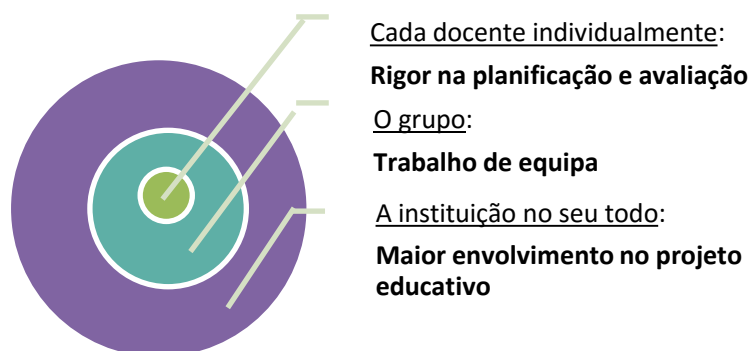 Cada docente individualmente:
Rigor na planificação e avaliação
O grupo:
Trabalho de equipa
A instituição no seu todo:
Maior envolvimento no projeto
educativo